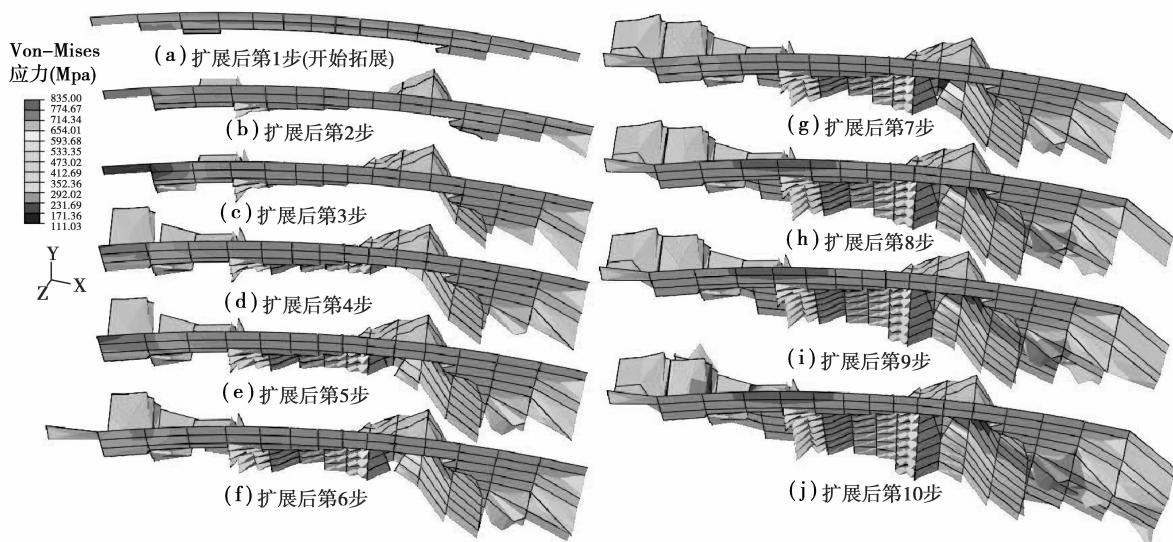 Von-Mises
应力(Mpa)
835.00
774.67
714.34
654.01
593.68
533.35
473.02
412.69
352.36
292.02
231.69
171.36
111.03
Y
X
Z
(a)扩展后第1步(开始拓展)
(b)扩展后第2步
(c)扩展后第3步
(d)扩展后第4步
(e)扩展后第5步
(f)扩展后第6步
(g)扩展后第7步
(h)扩展后第8步
(i)扩展后第9步
(j)扩展后第10步